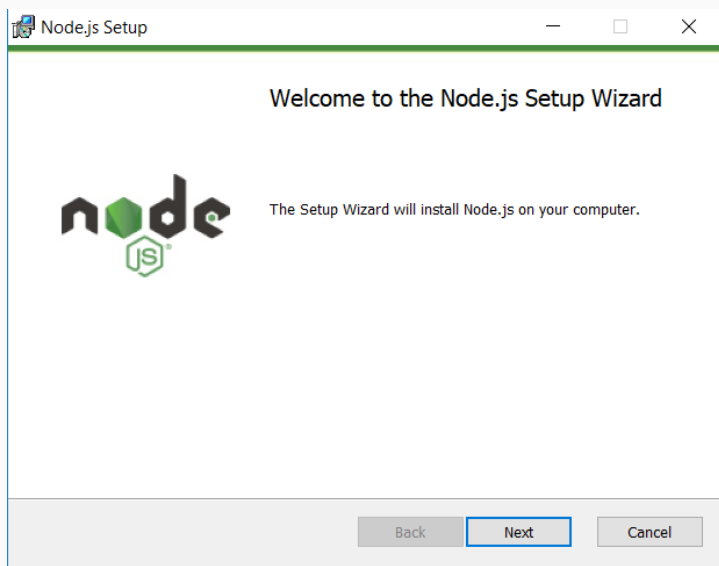 Node.js Setup
Welcome to the Node.js Setup Wizard
node
JS®
The Setup Wizard will install Node.js on your computer.
Back
Next
Cancel